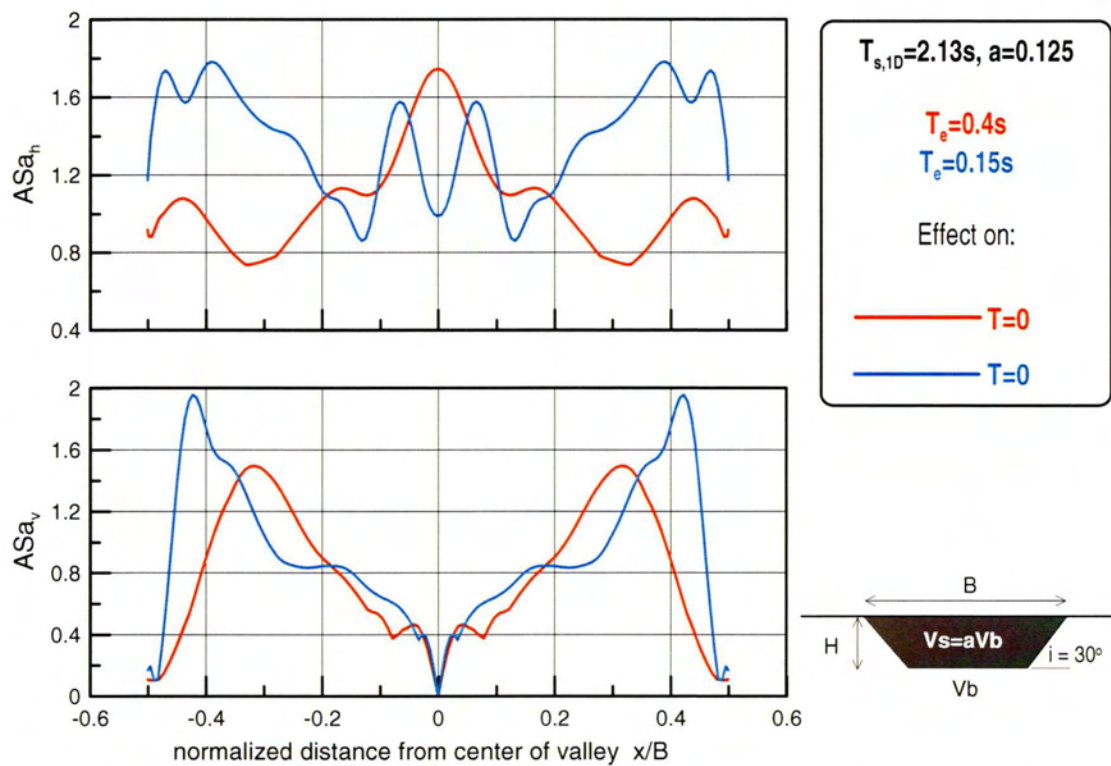 2
1.6
1.2
0.8
0.4
ASa_h
2
1.6
1.2
0.8
0.4
0
ASa_v
-0.6 -0.4 -0.2 0 0.2 0.4 0.6
normalized distance from center of valley x/B
T_s,1D=2.13s, a=0.125
T_e=0.4s
T_e=0.15s
Effect on:
T=0
T=0
B
H
Vs=aVb
i = 30º
Vb